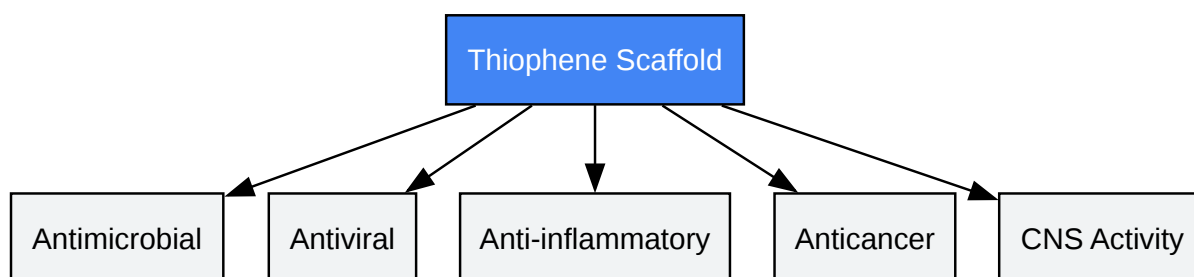 Thiophene Scaffold
Antimicrobial
Antiviral
Anti-inflammatory
Anticancer
CNS Activity